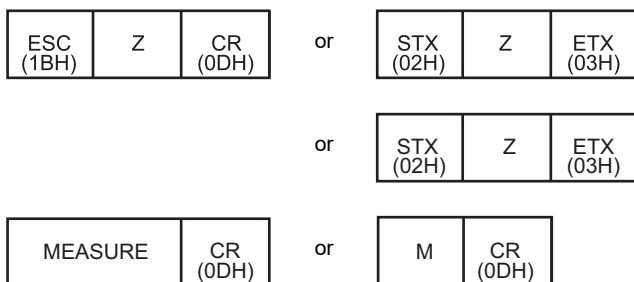 ESC (1BH) Z CR (0DH) or STX (02H) Z ETX (03H)
or STX (02H) Z ETX (03H)
MEASURE CR (0DH) or M CR (0DH)